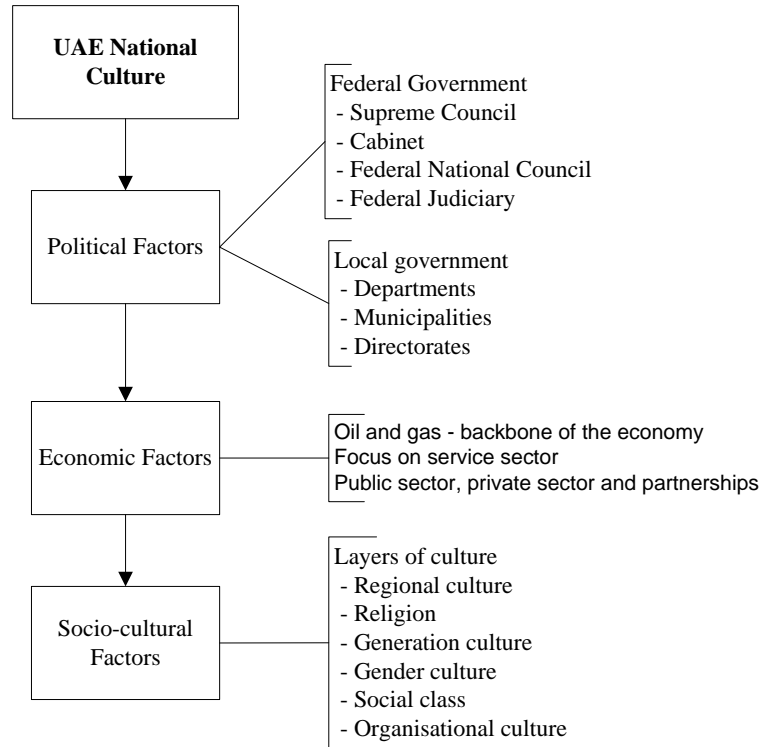 UAE National
Culture
Federal Government
- Supreme Council
- Cabinet
- Federal National Council
- Federal Judiciary
Political Factors
Local government
- Departments
- Municipalities
- Directorates
Economic Factors
Oil and gas - backbone of the economy
Focus on service sector
Public sector, private sector and partnerships
Socio-cultural
Factors
Layers of culture
- Regional culture
- Religion
- Generation culture
- Gender culture
- Social class
- Organisational culture